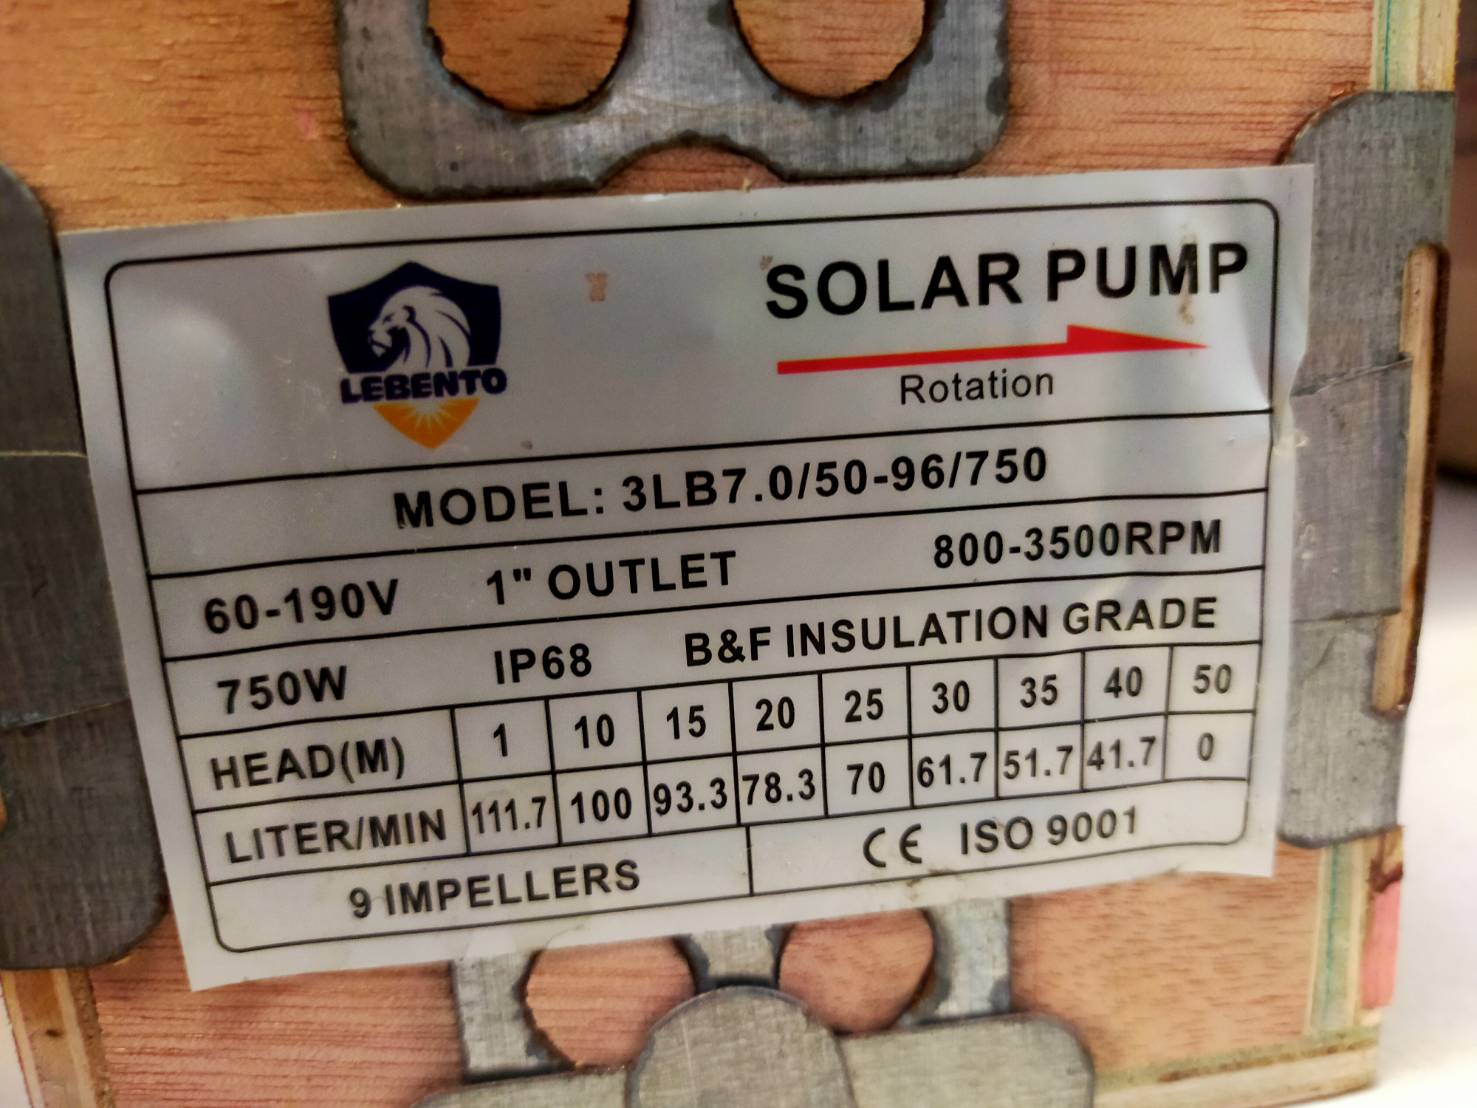 LEBENTO
SOLAR PUMP
Rotation
MODEL: 3LB7.0/50-96/750
60-190V 1" OUTLET 800-3500RPM
750W IP68 B&F INSULATION GRADE
HEAD(M) 1 10 15 20 25 30 35 40 50
LITER/MIN 111.7 100 93.3 78.3 70 61.7 51.7 41.7 0
9 IMPELLERS CE ISO 9001